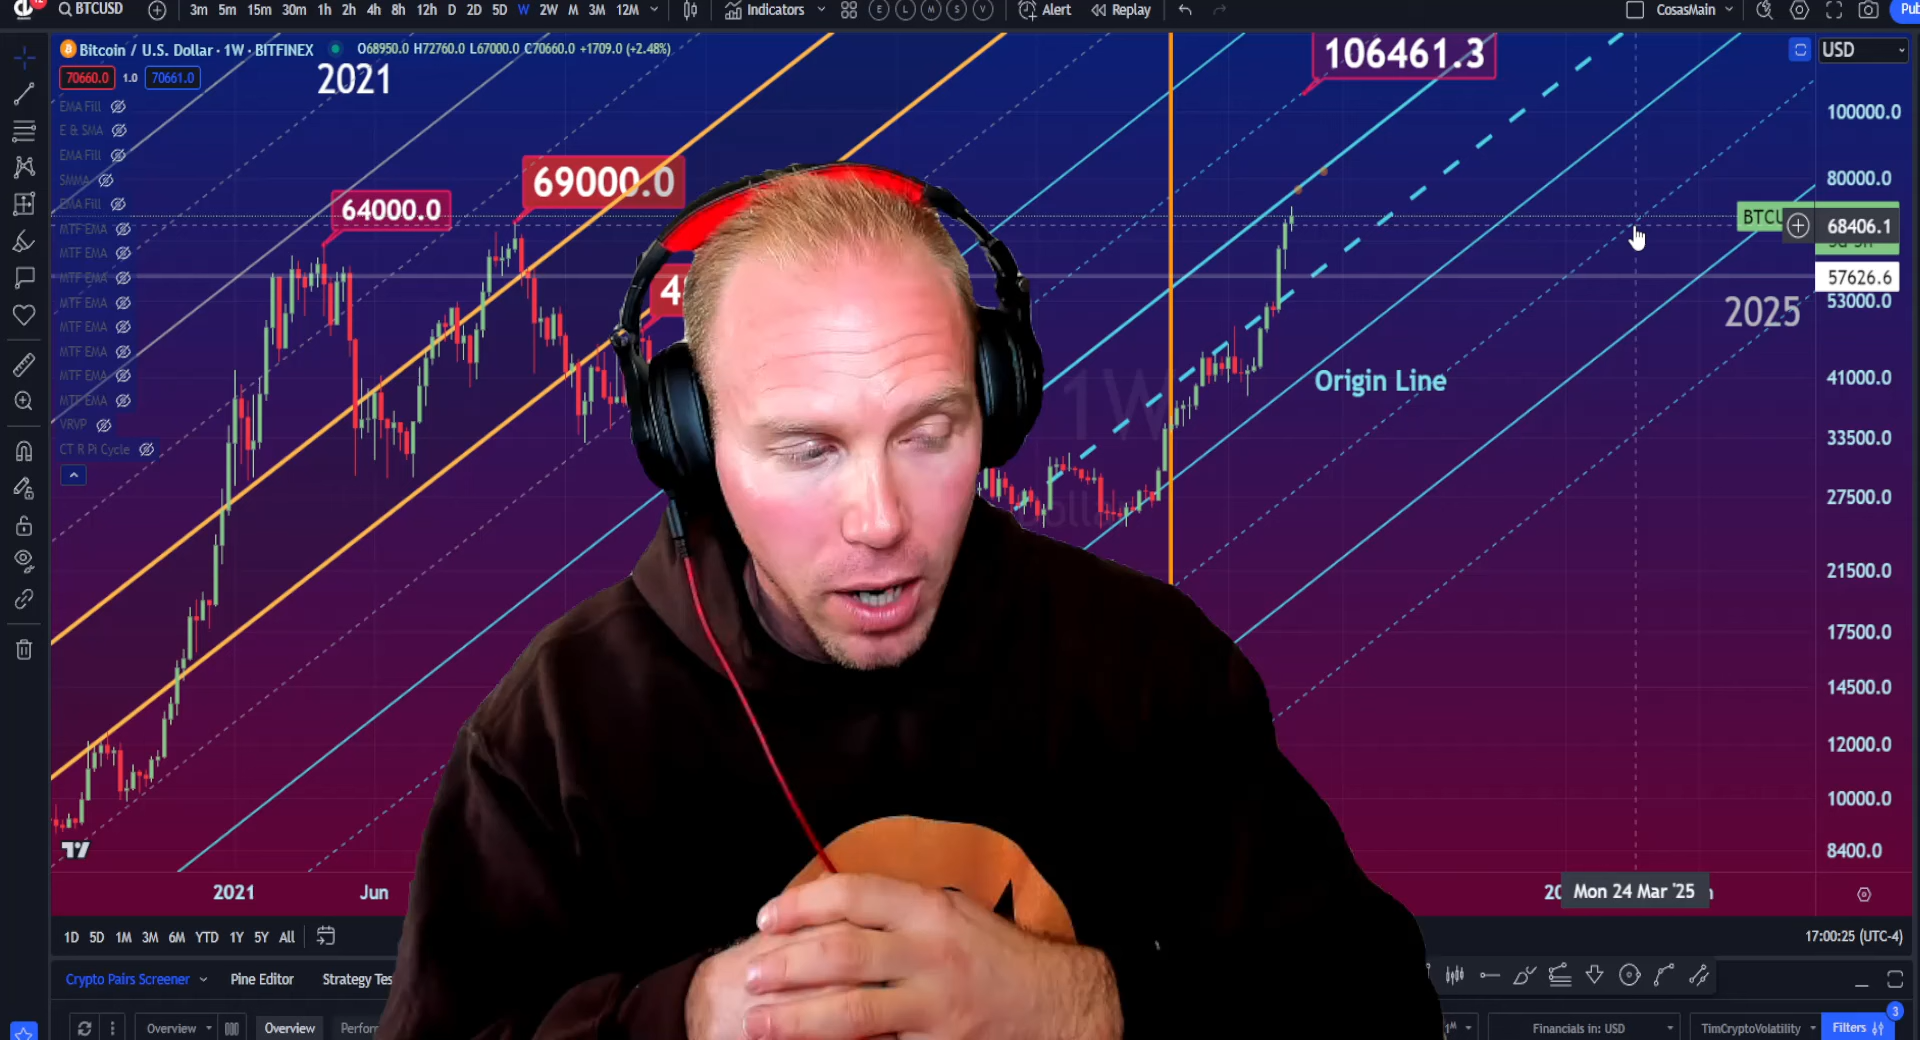 BTCUSD
3m 5m 15m 30m 1h 2h 4h 8h 12h D 2D 5D W 2W M 3M 12M
Indicators
E L M S V
Alert
Replay
CosasMain
Pub
Bitcoin / U.S. Dollar · 1W · BITFINEX
O68950.0 H72760.0 L67000.0 C70660.0 +1709.0 (+2.48%)
USD
70660.0 1.0 70661.0
2021
106461.3
EMA Fill
E & SMA
EMA Fill
SMMA
EMA Fill
MTF EMA
MTF EMA
MTF EMA
MTF EMA
MTF EMA
MTF EMA
MTF EMA
MTF EMA
VRVP
CT R Pi Cycle
64000.0
69000.0
100000.0
80000.0
BTCU
68406.1
57626.6
53000.0
2025
Origin Line
1W
41000.0
33500.0
27500.0
21500.0
17500.0
14500.0
12000.0
10000.0
8400.0
2021
Jun
Mon 24 Mar '25
1D 5D 1M 3M 6M YTD 1Y 5Y All
17:00:25 (UTC-4)
Crypto Pairs Screener
Pine Editor
Strategy Tes
Overview
Overview
Perform
Financials in: USD
TimCryptoVolatility
Filters
3